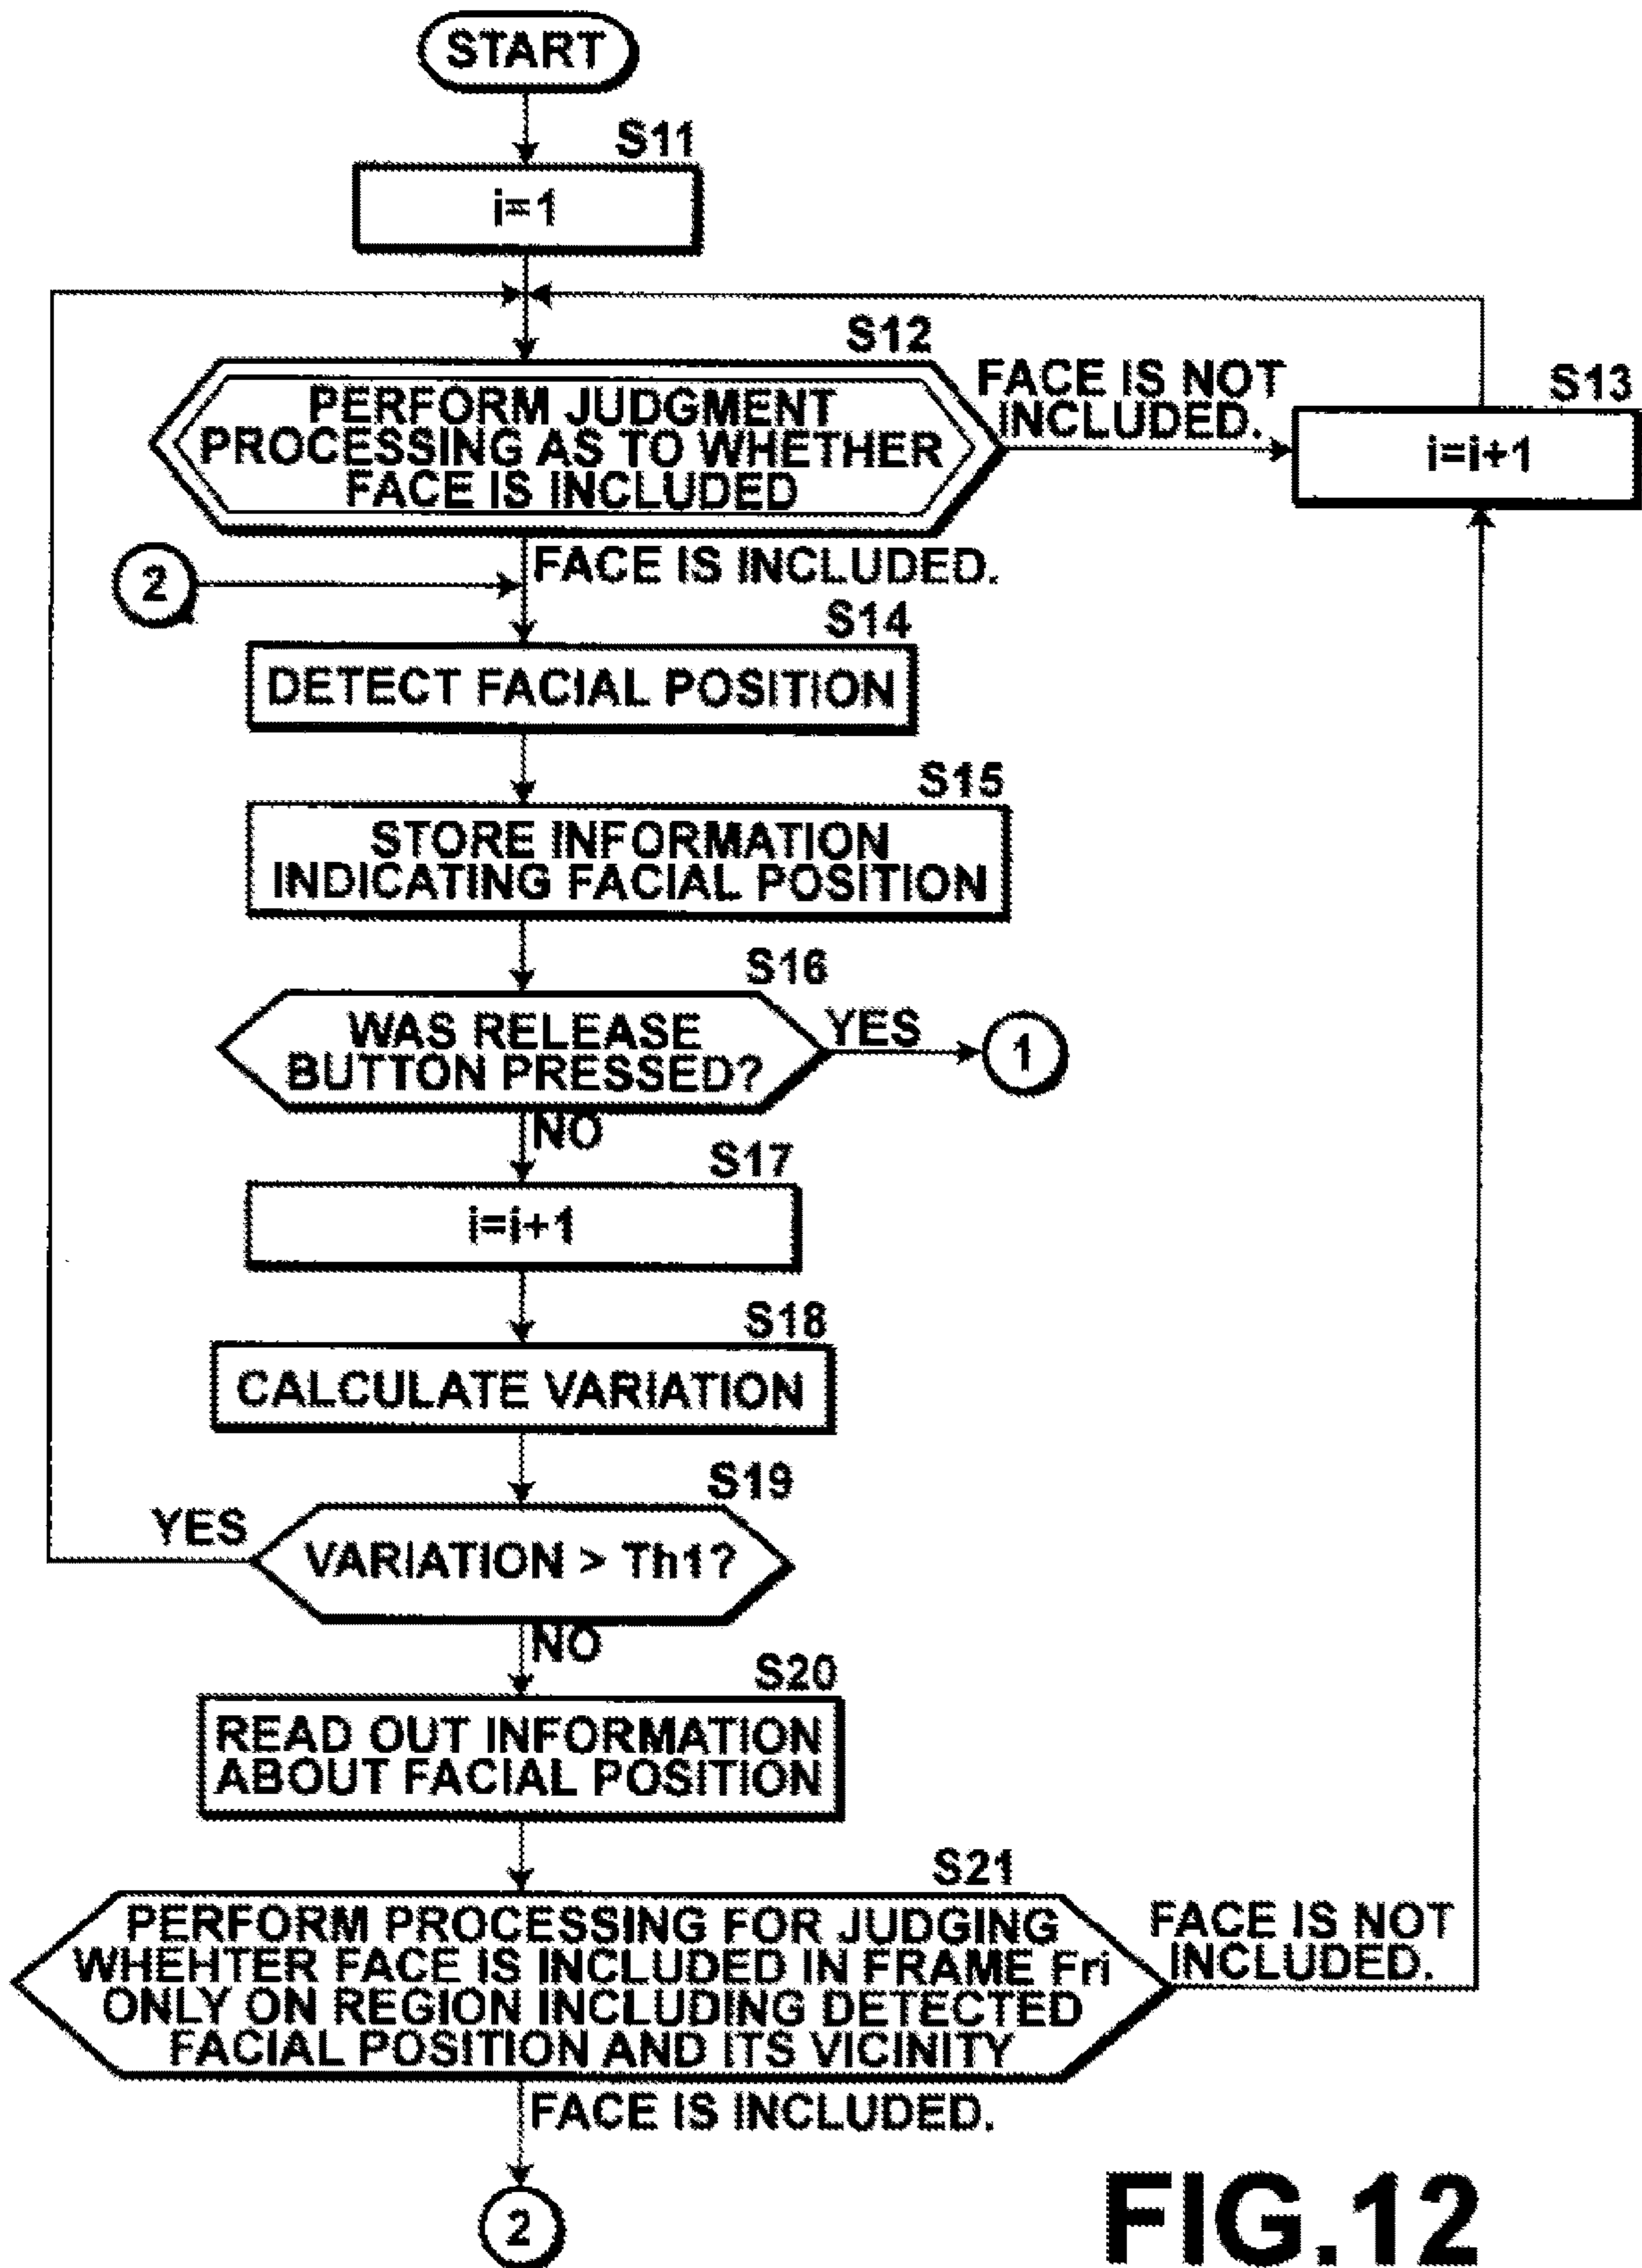 START
S11
i=1
S12
PERFORM JUDGMENT
PROCESSING AS TO WHETHER
FACE IS INCLUDED
FACE IS NOT
INCLUDED.
S13
i=i+1
FACE IS INCLUDED.
2
S14
DETECT FACIAL POSITION
S15
STORE INFORMATION
INDICATING FACIAL POSITION
S16
WAS RELEASE
BUTTON PRESSED?
YES
1
NO
S17
i=i+1
S18
CALCULATE VARIATION
S19
YES
VARIATION > Th1?
NO
S20
READ OUT INFORMATION
ABOUT FACIAL POSITION
S21
PERFORM PROCESSING FOR JUDGING
WHEHTER FACE IS INCLUDED IN FRAME Fri
ONLY ON REGION INCLUDING DETECTED
FACIAL POSITION AND ITS VICINITY
FACE IS NOT
INCLUDED.
FACE IS INCLUDED.
2
FIG.12